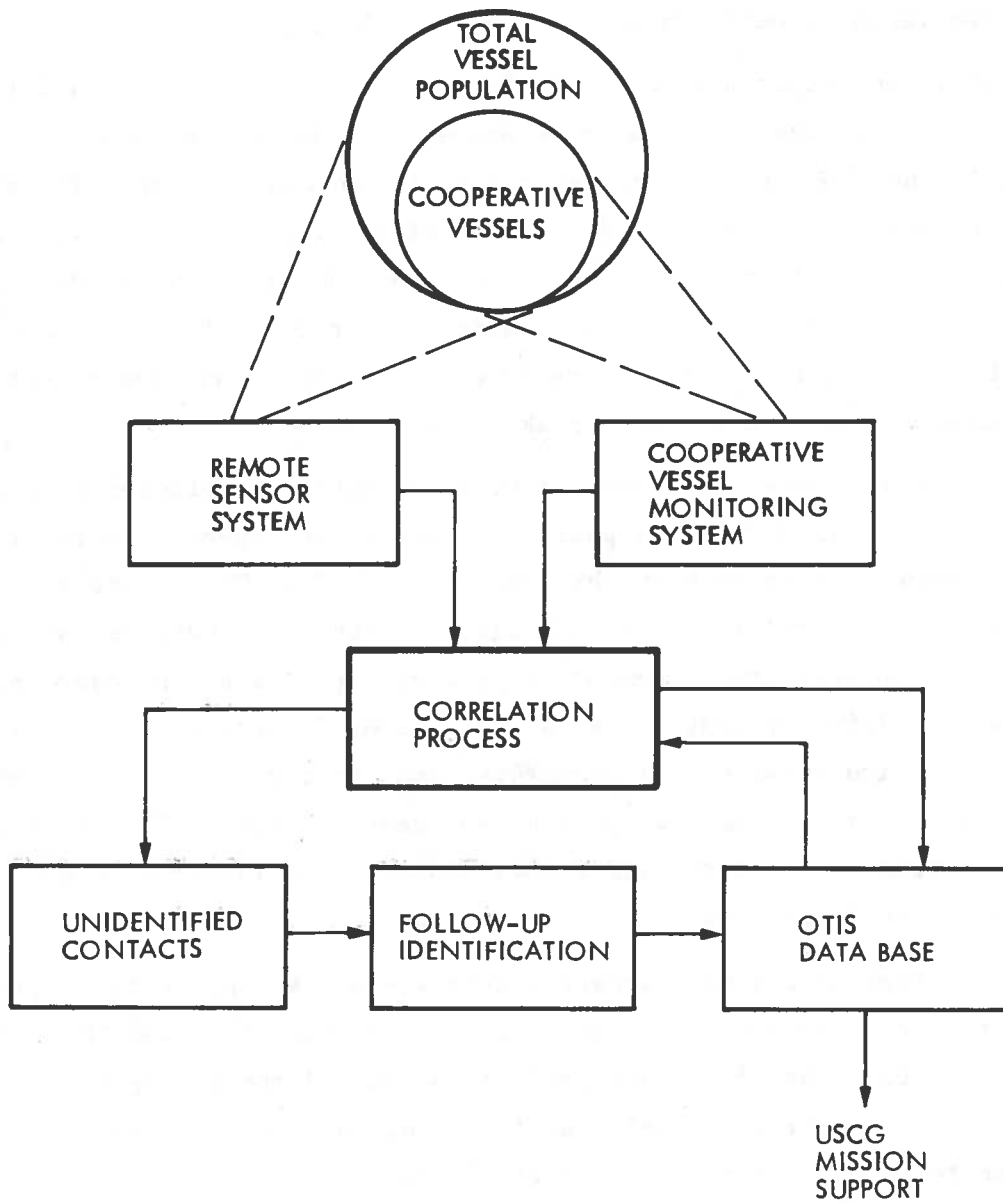 TOTAL
VESSEL
POPULATION
COOPERATIVE
VESSELS
REMOTE
SENSOR
SYSTEM
COOPERATIVE
VESSEL
MONITORING
SYSTEM
CORRELATION
PROCESS
UNIDENTIFIED
CONTACTS
FOLLOW-UP
IDENTIFICATION
OTIS
DATA BASE
USCG
MISSION
SUPPORT